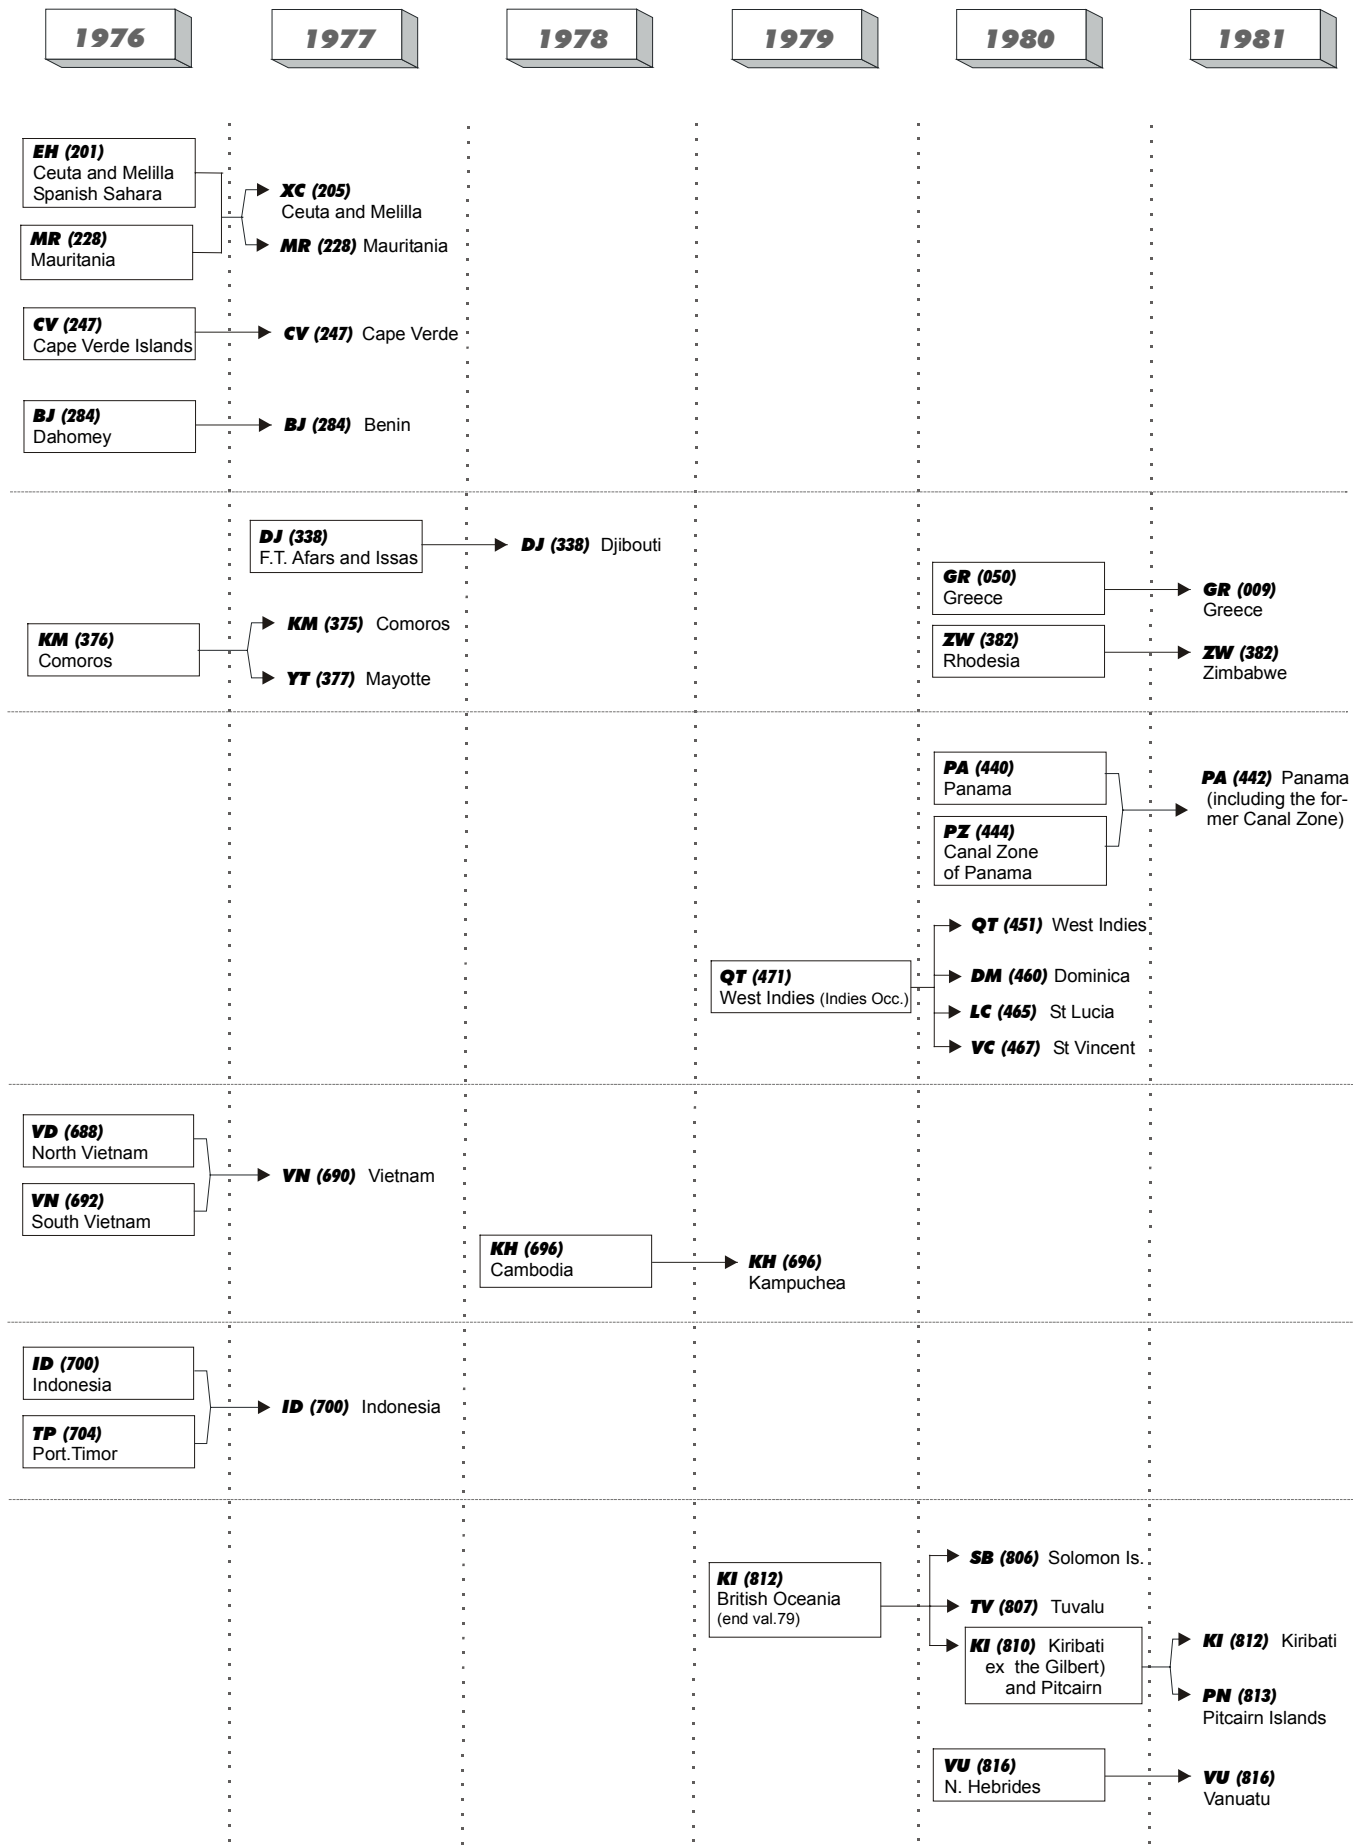 1976
1977
1978
1979
1980
1981
EH (201)
Ceuta and Melilla
Spanish Sahara
XC (205)
Ceuta and Melilla
MR (228)
Mauritania
MR (228) Mauritania
CV (247)
Cape Verde Islands
CV (247) Cape Verde
BJ (284)
Dahomey
BJ (284) Benin
DJ (338)
F.T. Afars and Issas
DJ (338) Djibouti
GR (050)
Greece
GR (009)
Greece
KM (376)
Comoros
KM (375) Comoros
YT (377) Mayotte
ZW (382)
Rhodesia
ZW (382)
Zimbabwe
PA (440)
Panama
PZ (444)
Canal Zone
of Panama
PA (442) Panama
(including the for-
mer Canal Zone)
QT (471)
West Indies (Indies Occ.)
QT (451) West Indies
DM (460) Dominica
LC (465) St Lucia
VC (467) St Vincent
VD (688)
North Vietnam
VN (692)
South Vietnam
VN (690) Vietnam
KH (696)
Cambodia
KH (696)
Kampuchea
ID (700)
Indonesia
TP (704)
Port.Timor
ID (700) Indonesia
KI (812)
British Oceania
(end val.79)
SB (806) Solomon Is.
TV (807) Tuvalu
KI (810) Kiribati
ex the Gilbert)
and Pitcairn
KI (812) Kiribati
PN (813)
Pitcairn Islands
VU (816)
N. Hebrides
VU (816)
Vanuatu